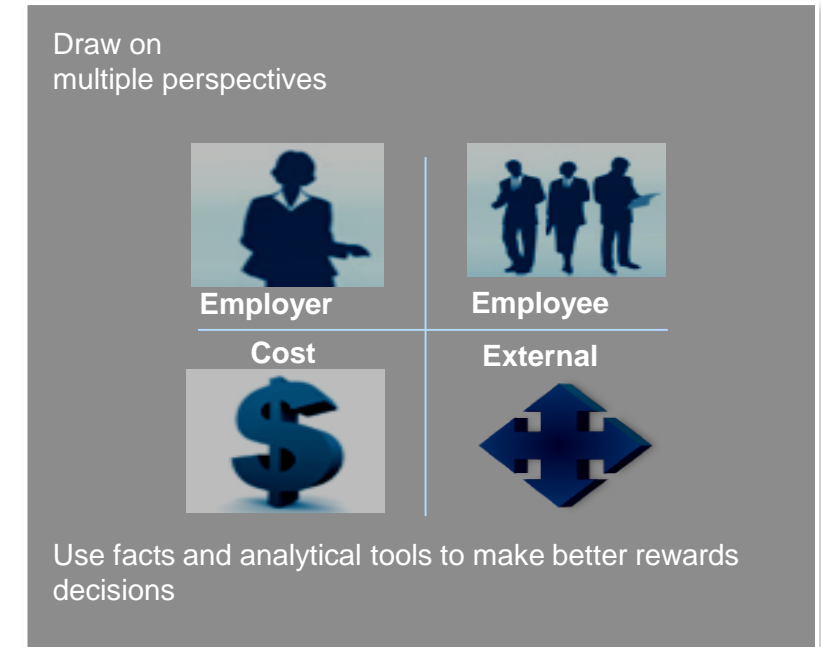 Draw on
multiple perspectives
Employer
Employee
Cost
External
Use facts and analytical tools to make better rewards
decisions